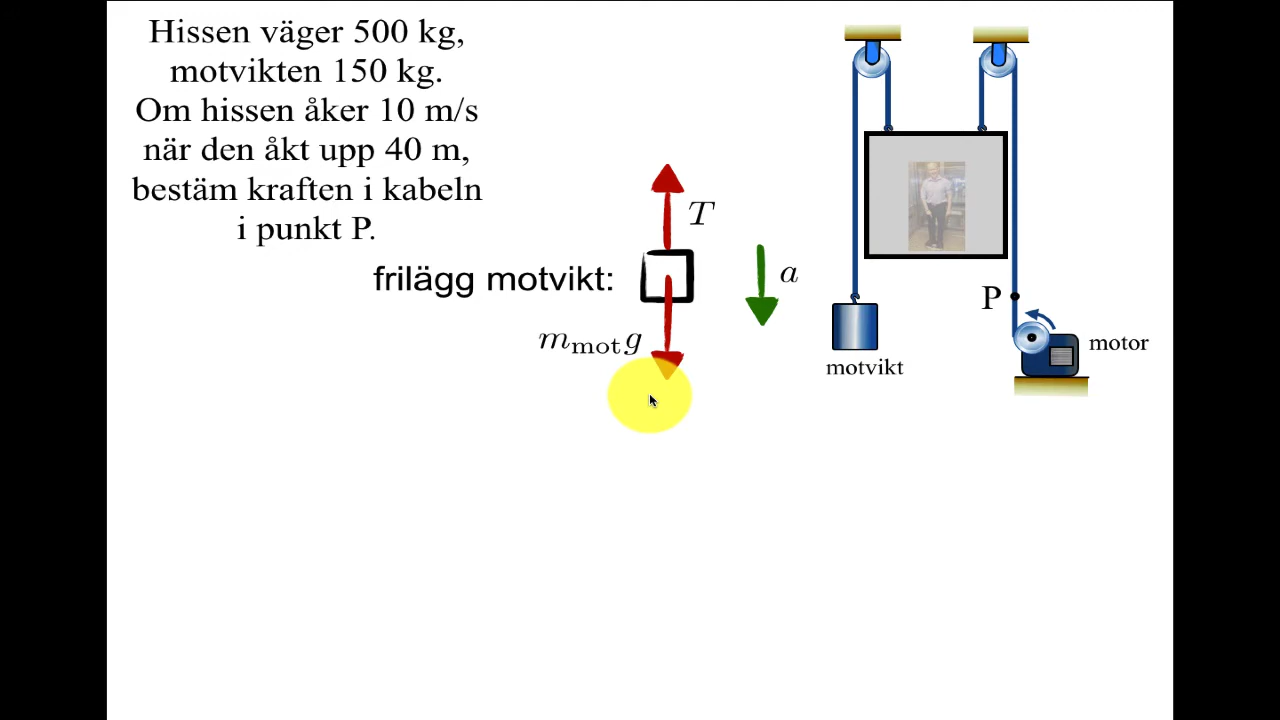 Hissen väger 500 kg,
motvikten 150 kg.
Om hissen åker 10 m/s
när den åkt upp 40 m,
bestäm kraften i kabeln
i punkt P.
T
frilägg motvikt:
a
m_mot g
P
motor
motvikt